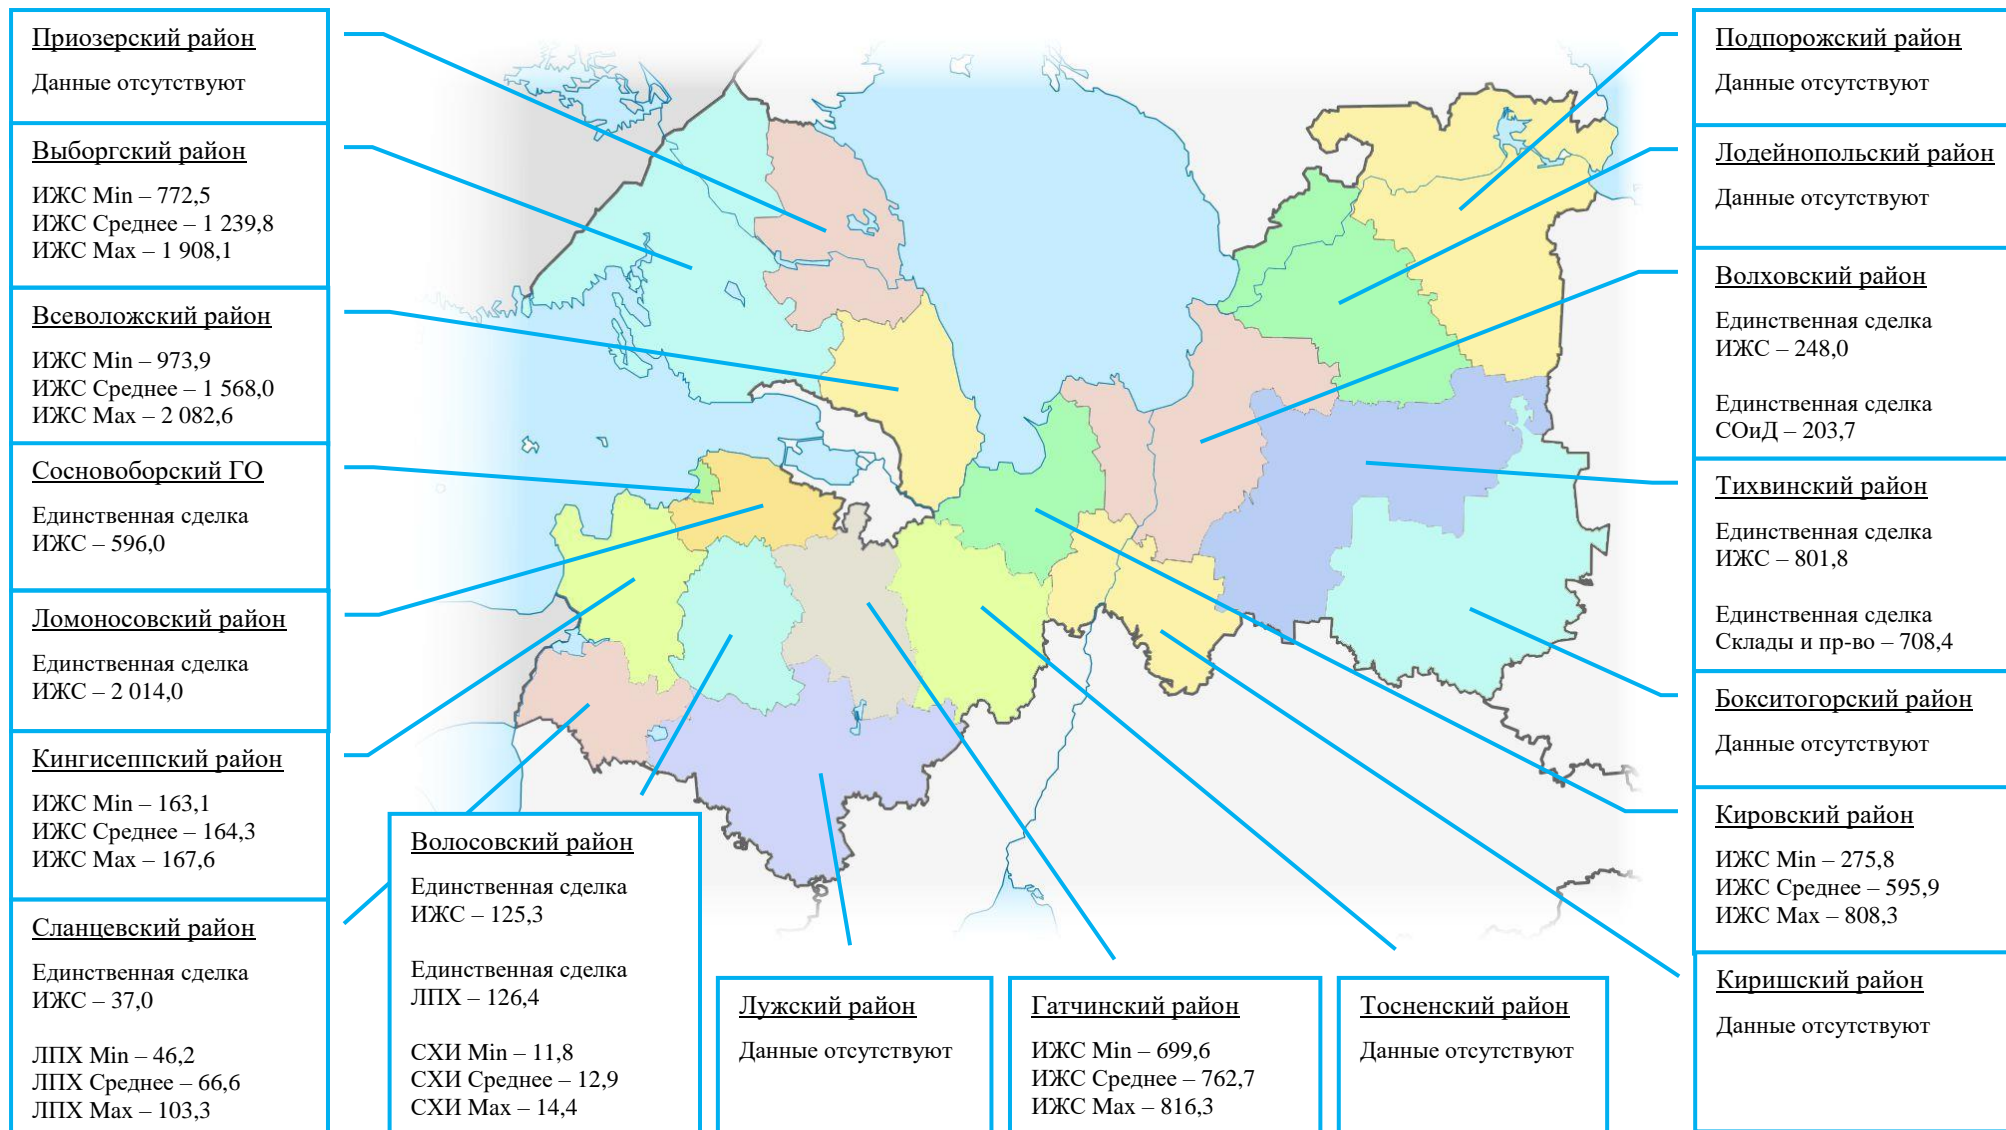 Приозерский район
Данные отсутствуют
Выборгский район
ИЖС Min – 772,5
ИЖС Среднее – 1 239,8
ИЖС Max – 1 908,1
Всеволожский район
ИЖС Min – 973,9
ИЖС Среднее – 1 568,0
ИЖС Max – 2 082,6
Сосновоборский ГО
Единственная сделка
ИЖС – 596,0
Ломоносовский район
Единственная сделка
ИЖС – 2 014,0
Кингисеппский район
ИЖС Min – 163,1
ИЖС Среднее – 164,3
ИЖС Max – 167,6
Сланцевский район
Единственная сделка
ИЖС – 37,0
ЛПХ Min – 46,2
ЛПХ Среднее – 66,6
ЛПХ Max – 103,3
Волосовский район
Единственная сделка
ИЖС – 125,3
Единственная сделка
ЛПХ – 126,4
СХИ Min – 11,8
СХИ Среднее – 12,9
СХИ Max – 14,4
Лужский район
Данные отсутствуют
Гатчинский район
ИЖС Min – 699,6
ИЖС Среднее – 762,7
ИЖС Max – 816,3
Тосненский район
Данные отсутствуют
Подпорожский район
Данные отсутствуют
Лодейнопольский район
Данные отсутствуют
Волховский район
Единственная сделка
ИЖС – 248,0
Единственная сделка
СОиД – 203,7
Тихвинский район
Единственная сделка
ИЖС – 801,8
Единственная сделка
Склады и пр-во – 708,4
Бокситогорский район
Данные отсутствуют
Кировский район
ИЖС Min – 275,8
ИЖС Среднее – 595,9
ИЖС Max – 808,3
Киришский район
Данные отсутствуют